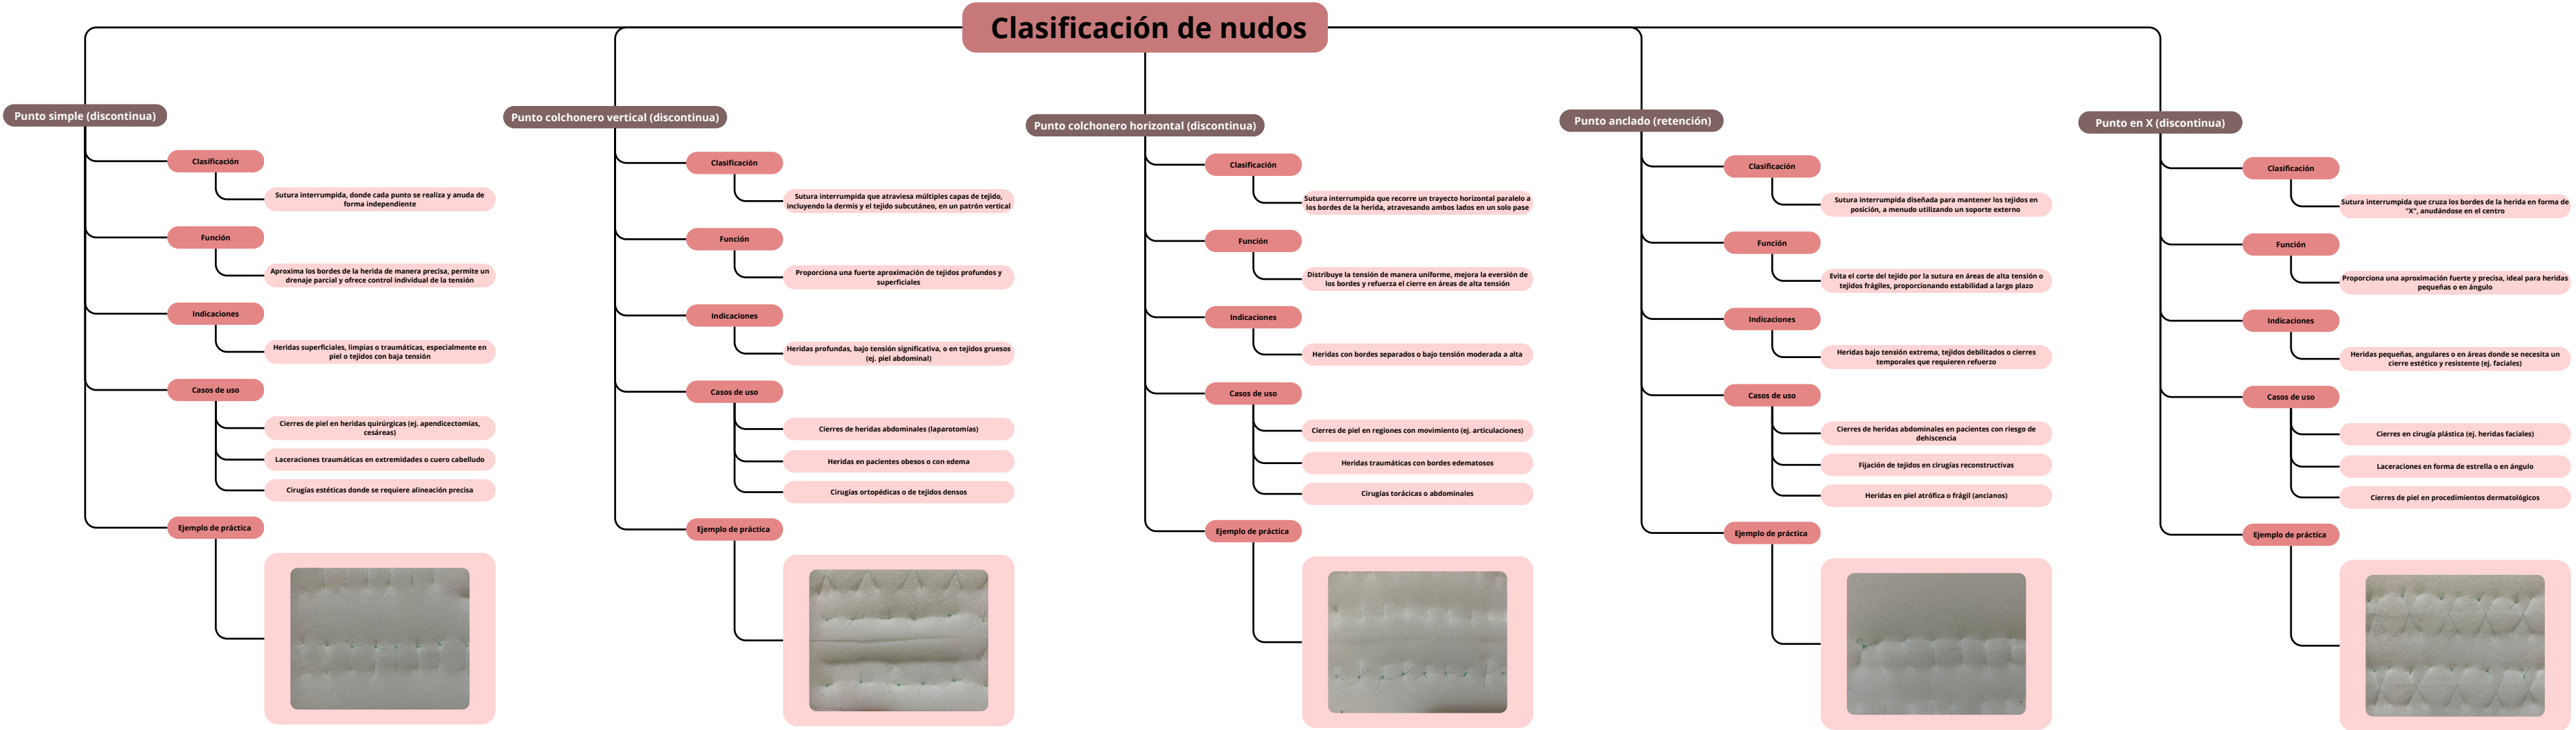 Clasificación de nudos
Punto simple (discontinua)
Clasificación
Sutura interrumpida, donde cada punto se realiza y anuda de
forma independiente
Función
Aproxima los bordes de la herida de manera precisa, permite un
drenaje parcial y ofrece control individual de la tensión
Indicaciones
Heridas superficiales, limpias o traumáticas, especialmente en
piel o tejidos con baja tensión
Casos de uso
Cierres de piel en heridas quirúrgicas (ej. apendicectomías,
cesáreas)
Laceraciones traumáticas en extremidades o cuero cabelludo
Cirugías estéticas donde se requiere alineación precisa
Ejemplo de práctica
Punto colchonero vertical (discontinua)
Clasificación
Sutura interrumpida que atraviesa múltiples capas de tejido,
incluyendo la dermis y el tejido subcutáneo, en un patrón vertical
Función
Proporciona una fuerte aproximación de tejidos profundos y
superficiales
Indicaciones
Heridas profundas, bajo tensión significativa, o en tejidos gruesos
(ej. piel abdominal)
Casos de uso
Cierres de heridas abdominales (laparotomías)
Heridas en pacientes obesos o con edema
Cirugías ortopédicas o de tejidos densos
Ejemplo de práctica
Punto colchonero horizontal (discontinua)
Clasificación
Sutura interrumpida que recorre un trayecto horizontal paralelo a
los bordes de la herida, atravesando ambos lados en un solo pase
Función
Distribuye la tensión de manera uniforme, mejora la eversión de
los bordes y refuerza el cierre en áreas de alta tensión
Indicaciones
Heridas con bordes separados o bajo tensión moderada a alta
Casos de uso
Cierres de piel en regiones con movimiento (ej. articulaciones)
Heridas traumáticas con bordes edematosos
Cirugías torácicas o abdominales
Ejemplo de práctica
Punto anclado (retención)
Clasificación
Sutura interrumpida diseñada para mantener los tejidos en
posición, a menudo utilizando un soporte externo
Función
Evita el corte del tejido por la sutura en áreas de alta tensión o
tejidos frágiles, proporcionando estabilidad a largo plazo
Indicaciones
Heridas bajo tensión extrema, tejidos debilitados o cierres
temporales que requieren refuerzo
Casos de uso
Cierres de heridas abdominales en pacientes con riesgo de
dehiscencia
Fijación de tejidos en cirugías reconstructivas
Heridas en piel atrófica o frágil (ancianos)
Ejemplo de práctica
Punto en X (discontinua)
Clasificación
Sutura interrumpida que cruza los bordes de la herida en forma de
"X", anudándose en el centro
Función
Proporciona una aproximación fuerte y precisa, ideal para heridas
pequeñas o en ángulo
Indicaciones
Heridas pequeñas, angulares o en áreas donde se necesita un
cierre estético y resistente (ej. faciales)
Casos de uso
Cierres en cirugía plástica (ej. heridas faciales)
Laceraciones en forma de estrella o en ángulo
Cierres de piel en procedimientos dermatológicos
Ejemplo de práctica